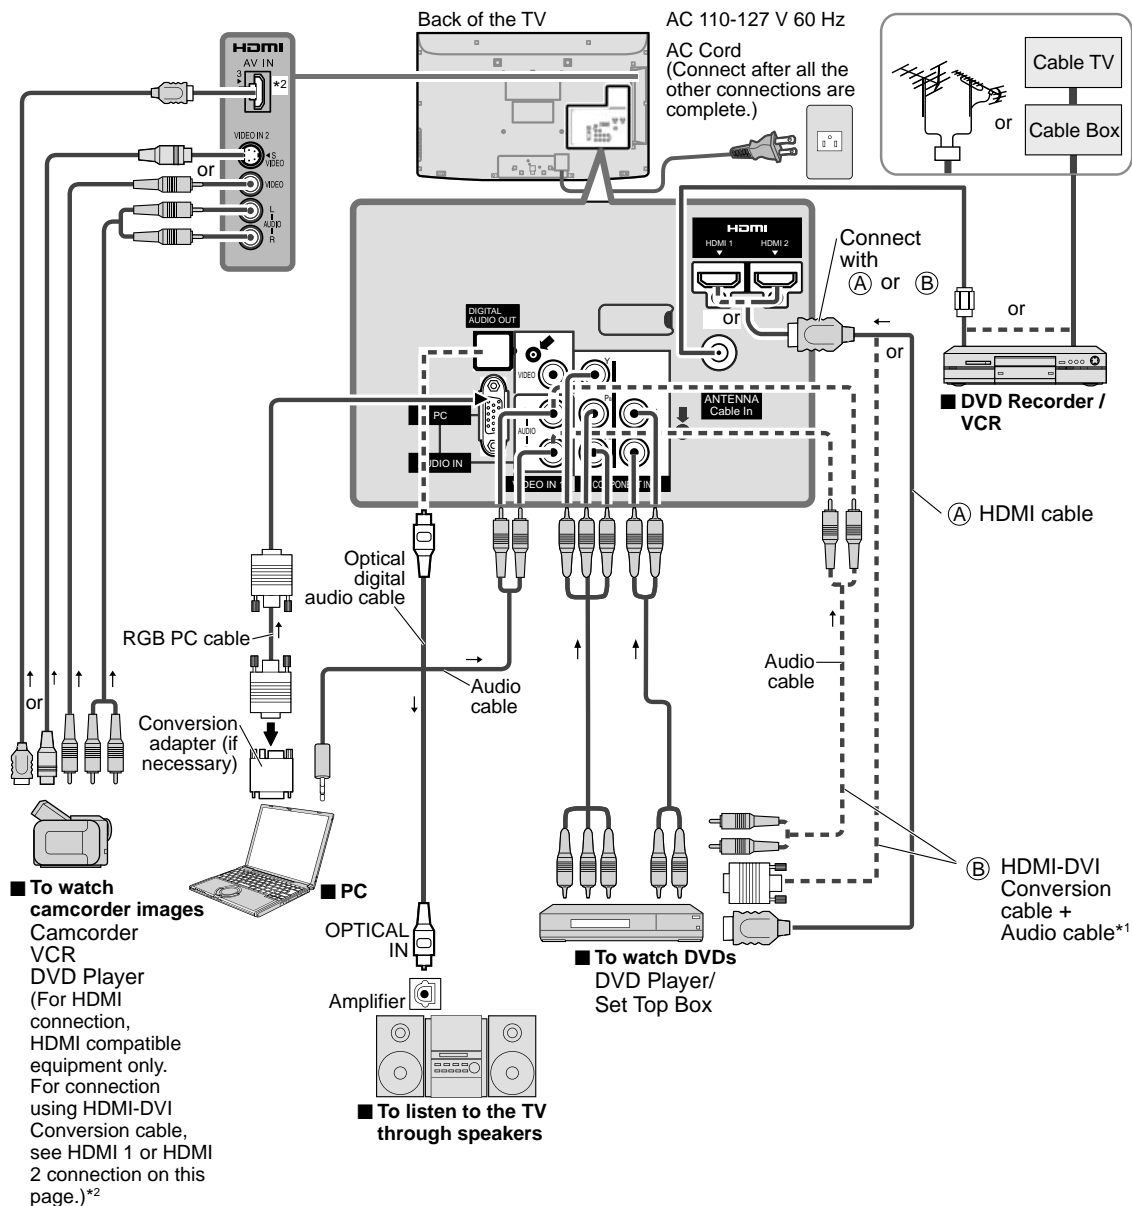 Back of the TV
AC 110-127 V 60 Hz
AC Cord
(Connect after all the
other connections are
complete.)
HDMI
AV IN
3
*2
VIDEO IN 2
S
VIDEO
or
VIDEO
L
AUDIO
R
or
Cable TV
Cable Box
HDMI
HDMI 1
HDMI 2
or
Connect
with
Ⓐ or Ⓑ
or
or
DIGITAL
AUDIO OUT
VIDEO
Y
PB
AUDIO
PC
AUDIO IN
VIDEO IN 1
COMPONENT IN
ANTENNA
Cable In
■ DVD Recorder /
VCR
Ⓐ HDMI cable
Optical
digital
audio cable
RGB PC cable
Audio
cable
Audio
cable
or
Conversion
adapter (if
necessary)
■ To watch
camcorder images
Camcorder
VCR
DVD Player
(For HDMI
connection,
HDMI compatible
equipment only.
For connection
using HDMI-DVI
Conversion cable,
see HDMI 1 or HDMI
2 connection on this
page.)*2
■ PC
OPTICAL
IN
Amplifier
■ To listen to the TV
through speakers
■ To watch DVDs
DVD Player/
Set Top Box
Ⓑ HDMI-DVI
Conversion
cable +
Audio cable*1